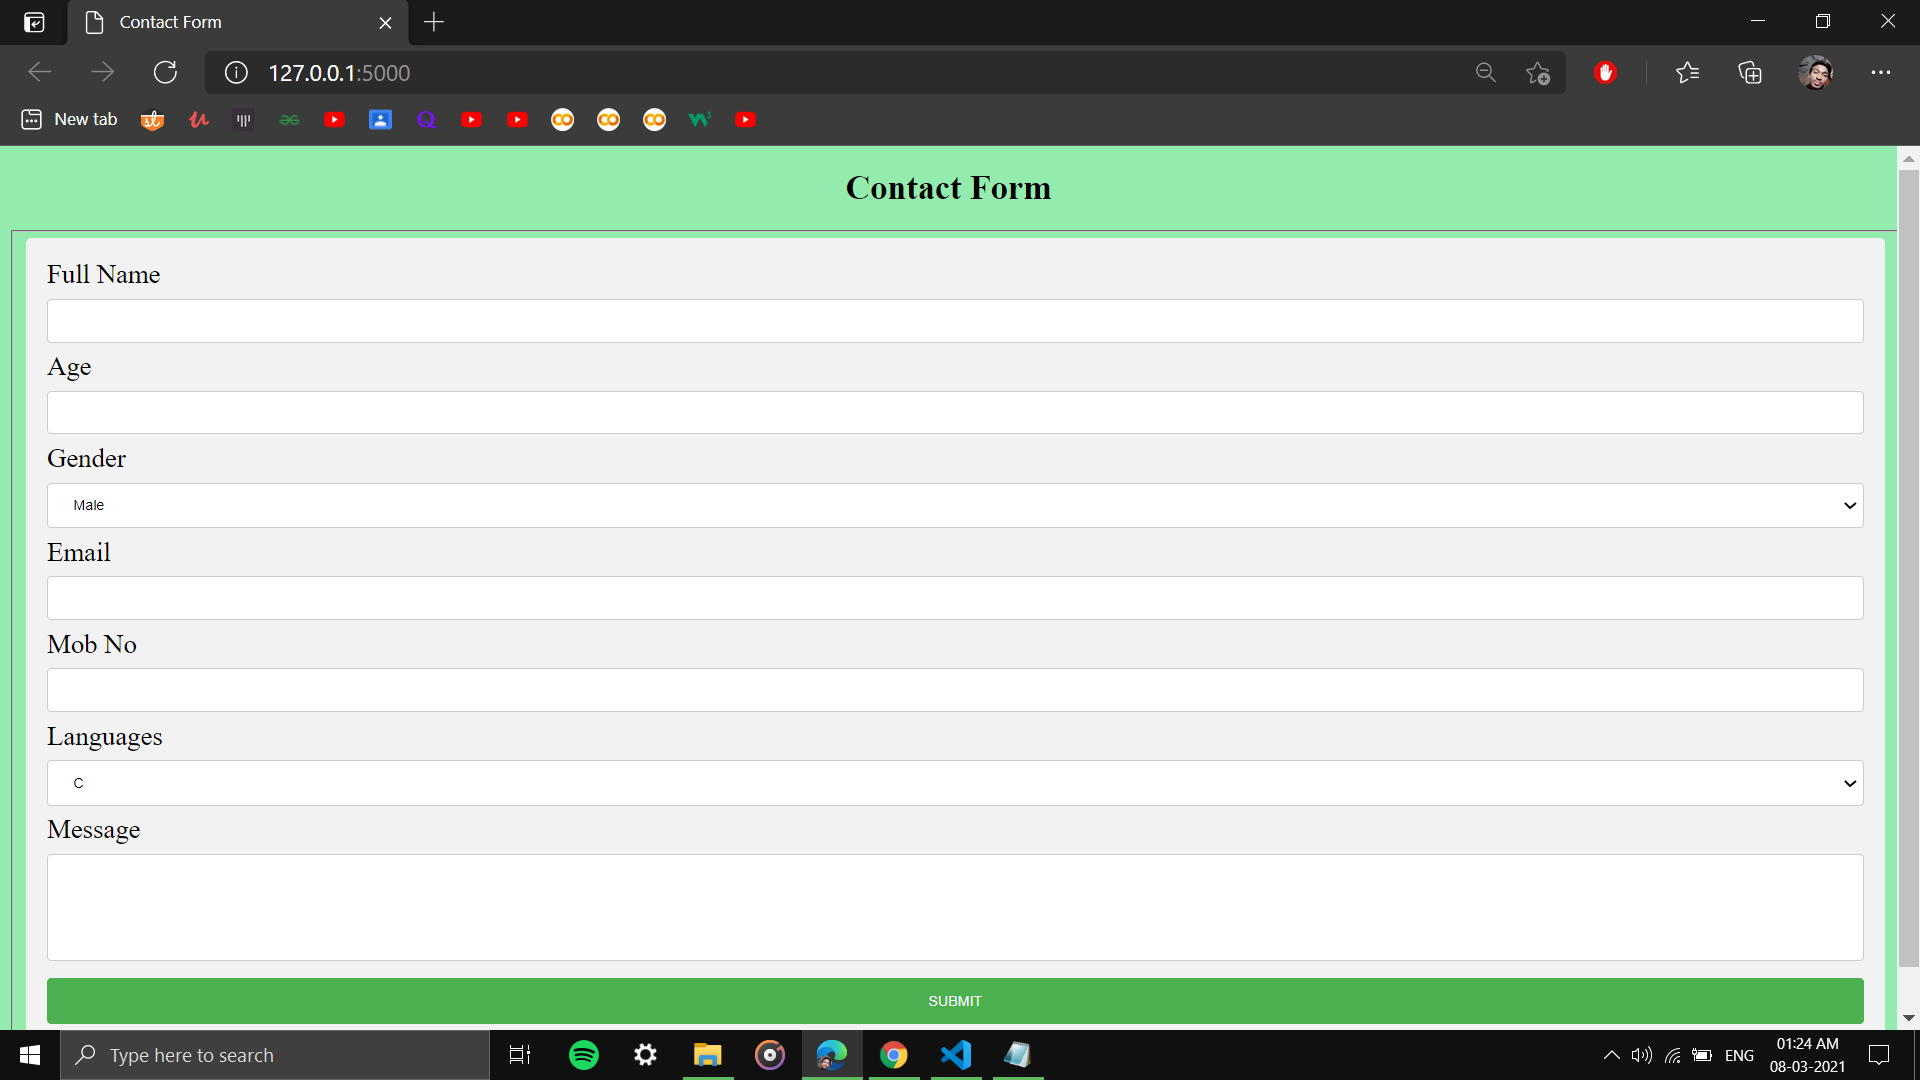 Contact Form
127.0.0.1:5000
New tab
Contact Form
Full Name
Age
Gender
Male
Email
Mob No
Languages
C
Message
SUBMIT
Type here to search
ENG
01:24 AM
08-03-2021